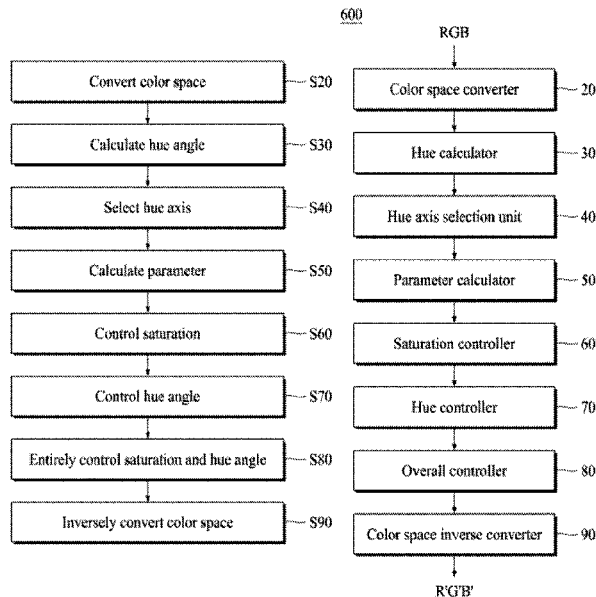 600
Convert color space
S20
Calculate hue angle
S30
Select hue axis
S40
Calculate parameter
S50
Control saturation
S60
Control hue angle
S70
Entirely control saturation and hue angle
S80
Inversely convert color space
S90
RGB
Color space converter
20
Hue calculator
30
Hue axis selection unit
40
Parameter calculator
50
Saturation controller
60
Hue controller
70
Overall controller
80
Color space inverse converter
90
R'G'B'